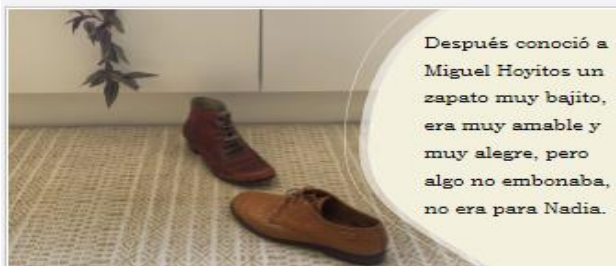 Después conoció a
Miguel Hoyitos un
zapato muy bajito,
era muy amable y
muy alegre, pero
algo no embonaba,
no era para Nadia.